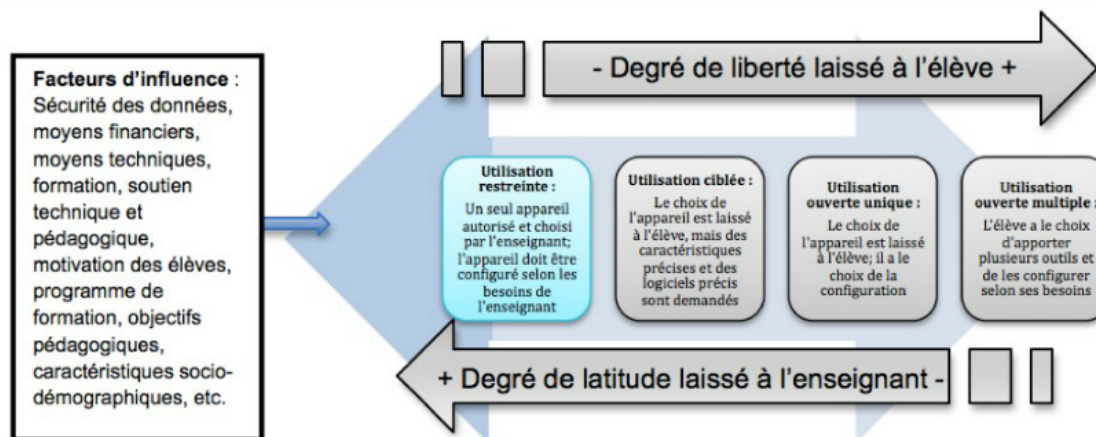 Facteurs d'influence :
Sécurité des données,
moyens financiers,
moyens techniques,
formation, soutien
technique et
pédagogique,
motivation des élèves,
programme de
formation, objectifs
pédagogiques,
caractéristiques socio-
démographiques, etc.
- Degré de liberté laissé à l'élève +
Utilisation
restreinte :
Un seul appareil
autorisé et choisi
par l'enseignant;
l'appareil doit être
configuré selon les
besoins de
l'enseignant
Utilisation ciblée :
Le choix de
l'appareil est laissé
à l'élève, mais des
caractéristiques
précises et des
logiciels précis
sont demandés
Utilisation
ouverte unique :
Le choix de
l'appareil est laissé
à l'élève; il a le
choix de la
configuration
Utilisation
ouverte multiple :
L'élève a le choix
d'apporter
plusieurs outils et
de les configurer
selon ses besoins
+ Degré de latitude laissé à l'enseignant -